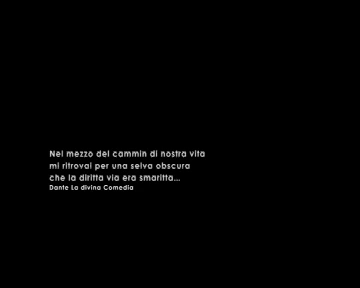 Nel mezzo del cammin di nostra vita
mi ritrovai per una selva obscura
che la diritta via era smaritta...
Dante La divina Comedia